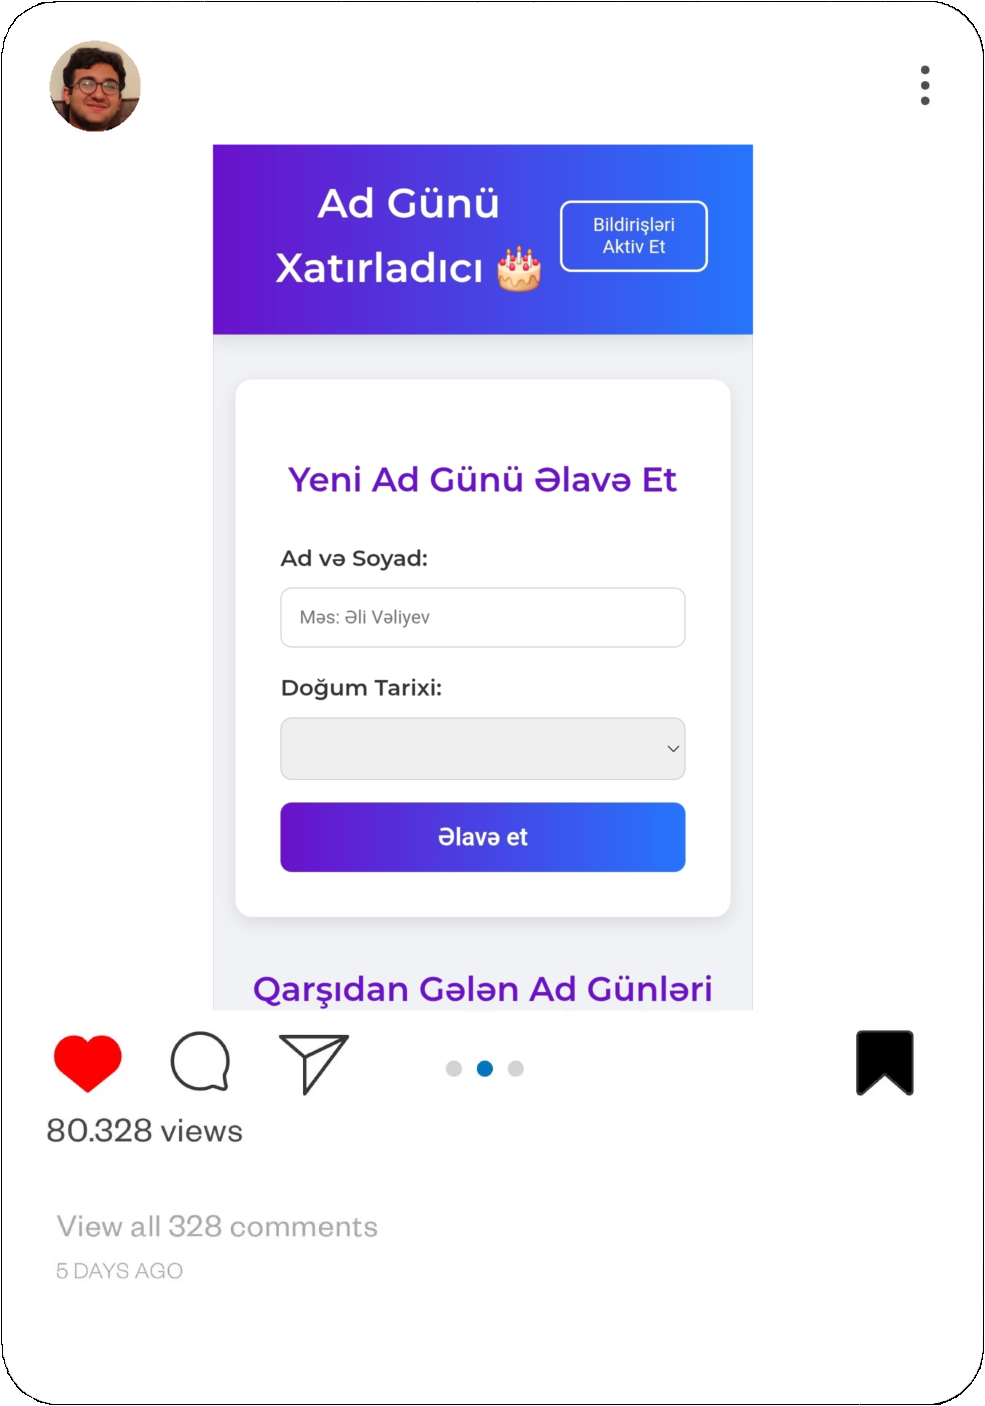 Ad Günü
Xatırladıcı 🎂
Bildirişləri
Aktiv Et
Yeni Ad Günü Əlavə Et
Ad və Soyad:
Məs: Əli Vəliyev
Doğum Tarixi:
Əlavə et
Qarşıdan Gələn Ad Günləri
80.328 views
View all 328 comments
5 DAYS AGO